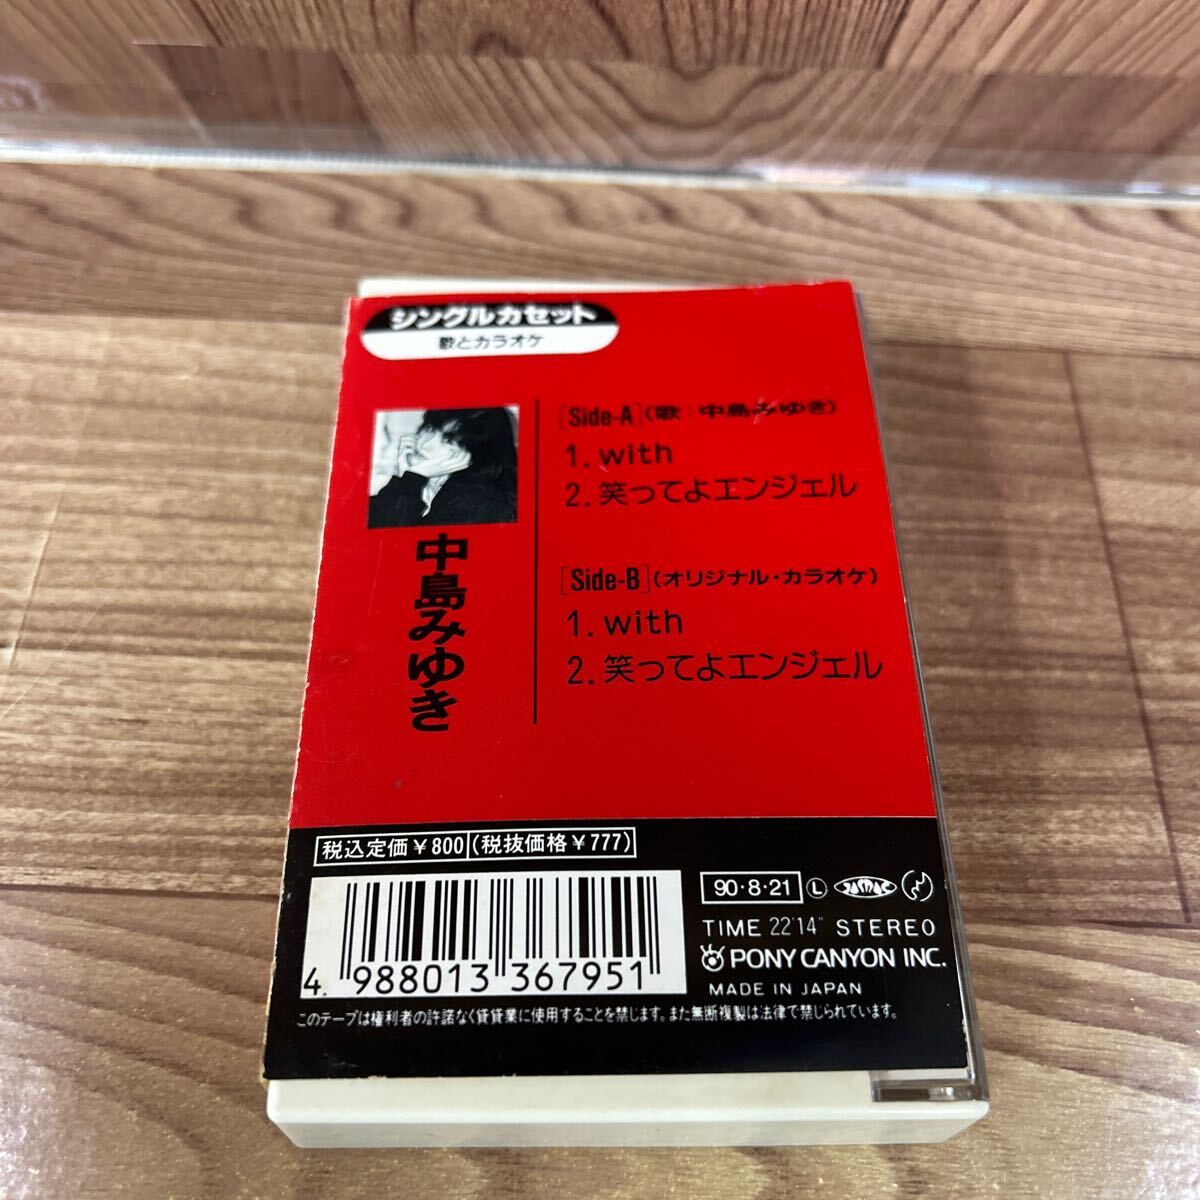 シングルカセット
歌とカラオケ
中島みゆき
[Side-A](歌:中島みゆき)
1. with
2. 笑ってよエンジェル
[Side-B](オリジナル・カラオケ)
1. with
2. 笑ってよエンジェル
税込定価¥800(税抜価格¥777)
4. 988013 367951
90・8・21 Ⓛ
TIME 22'14" STEREO
PONY CANYON INC.
MADE IN JAPAN
このテープは権利者の許諾なく賃貸業に使用することを禁じます。また無断複製は法律で禁じられています。